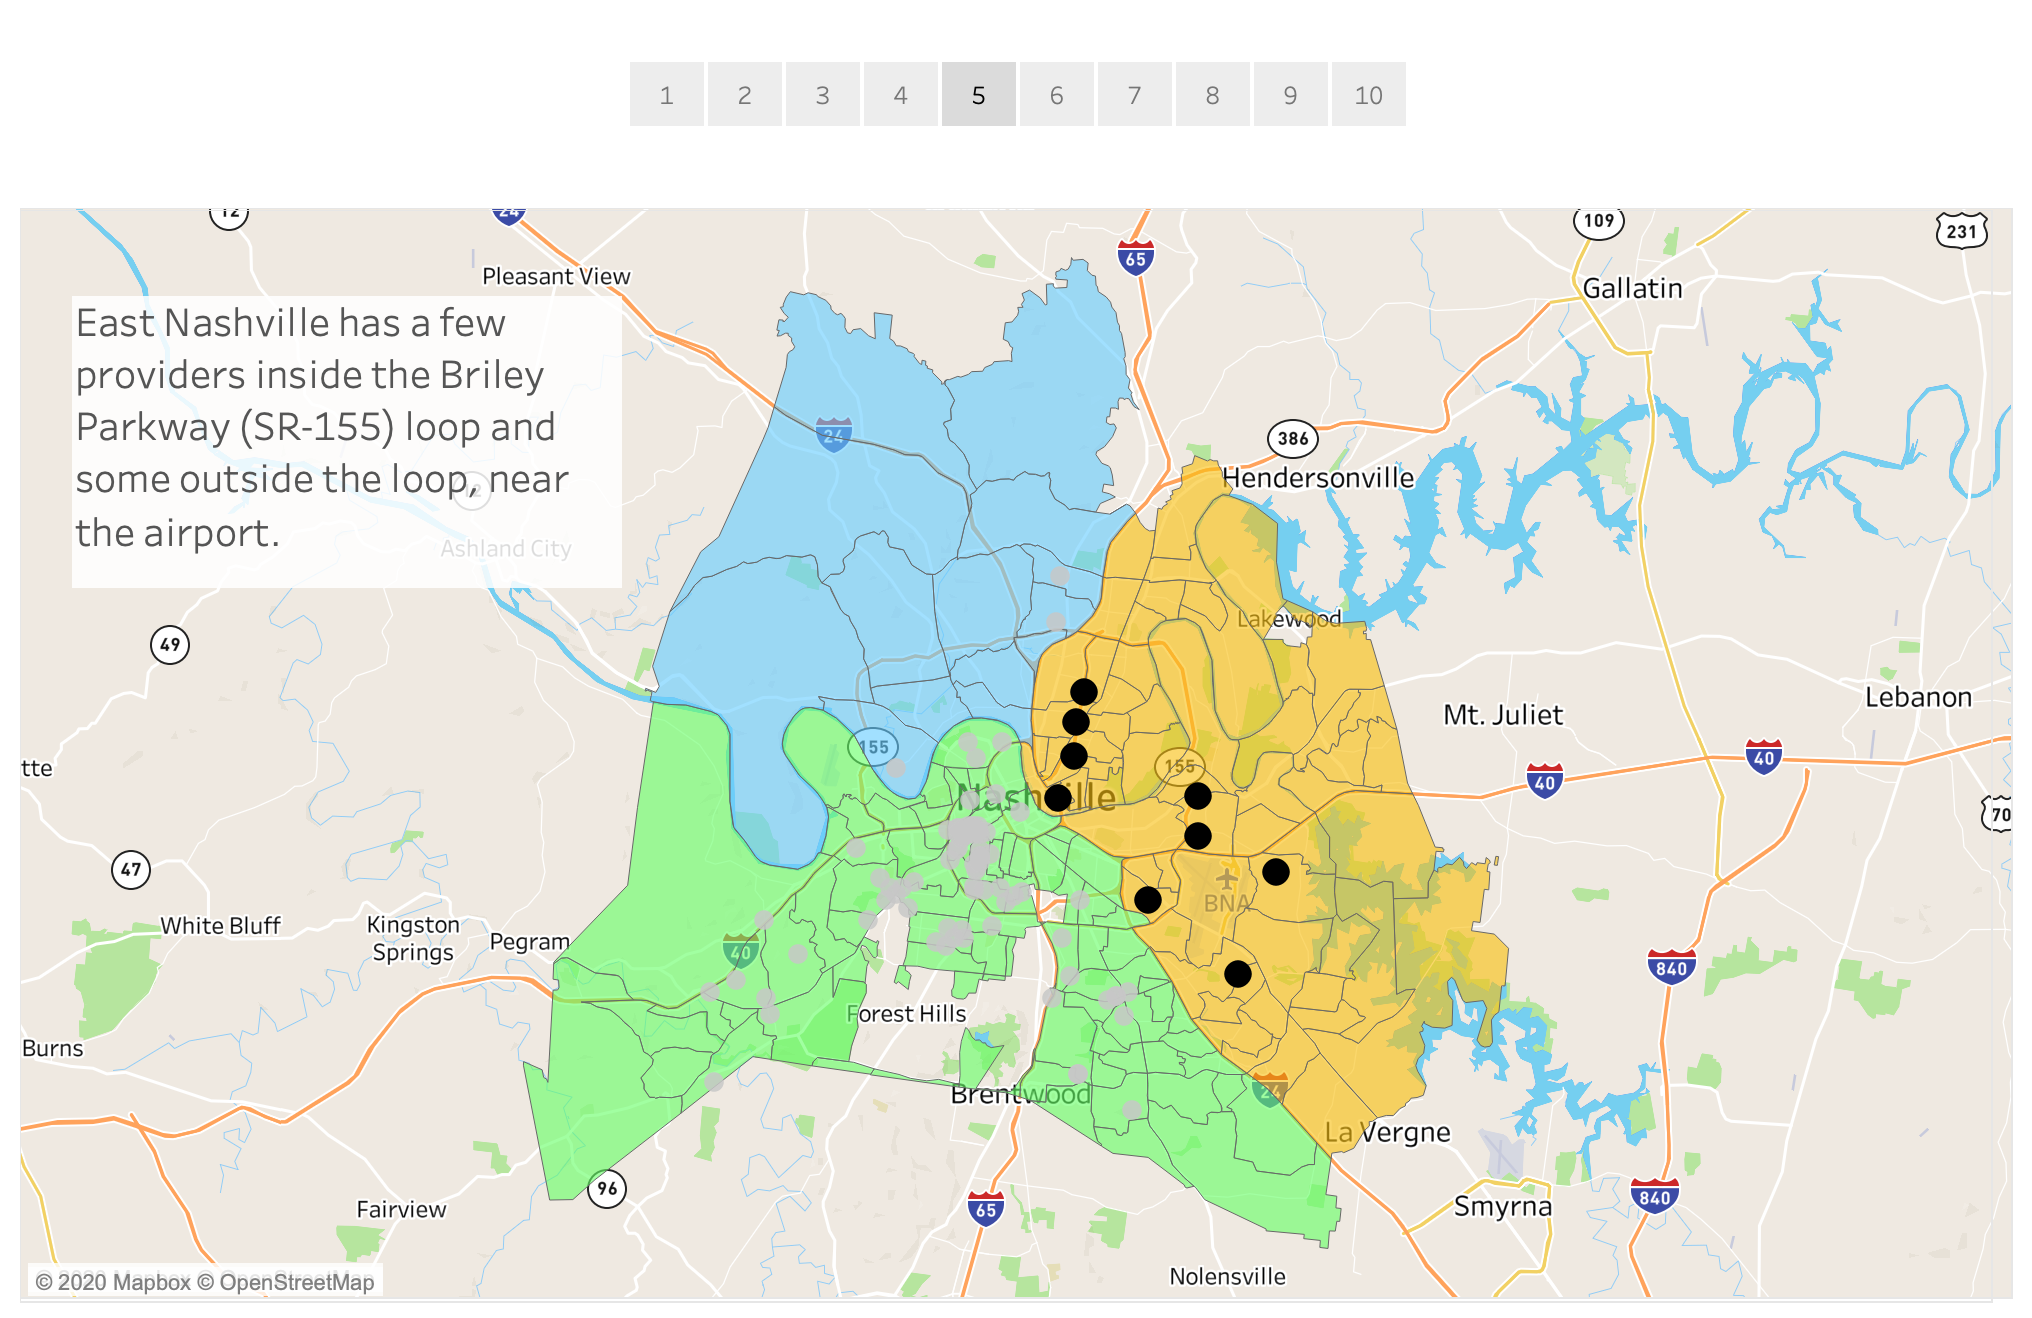 1 2 3 4 5 6 7 8 9 10
12
24
65
109
231
Pleasant View
Gallatin
East Nashville has a few
providers inside the Briley
Parkway (SR-155) loop and
some outside the loop, near
the airport.
24
386
Hendersonville
12
Ashland City
Lakewood
49
Lebanon
Mt. Juliet
155
155
40
40
tte
Nashville
70
47
BNA
White Bluff
Kingston
Springs
Pegram
40
840
Forest Hills
Burns
Brentwood
24
La Vergne
96
65
840
Smyrna
Fairview
Nolensville
© 2020 Mapbox © OpenStreetMap